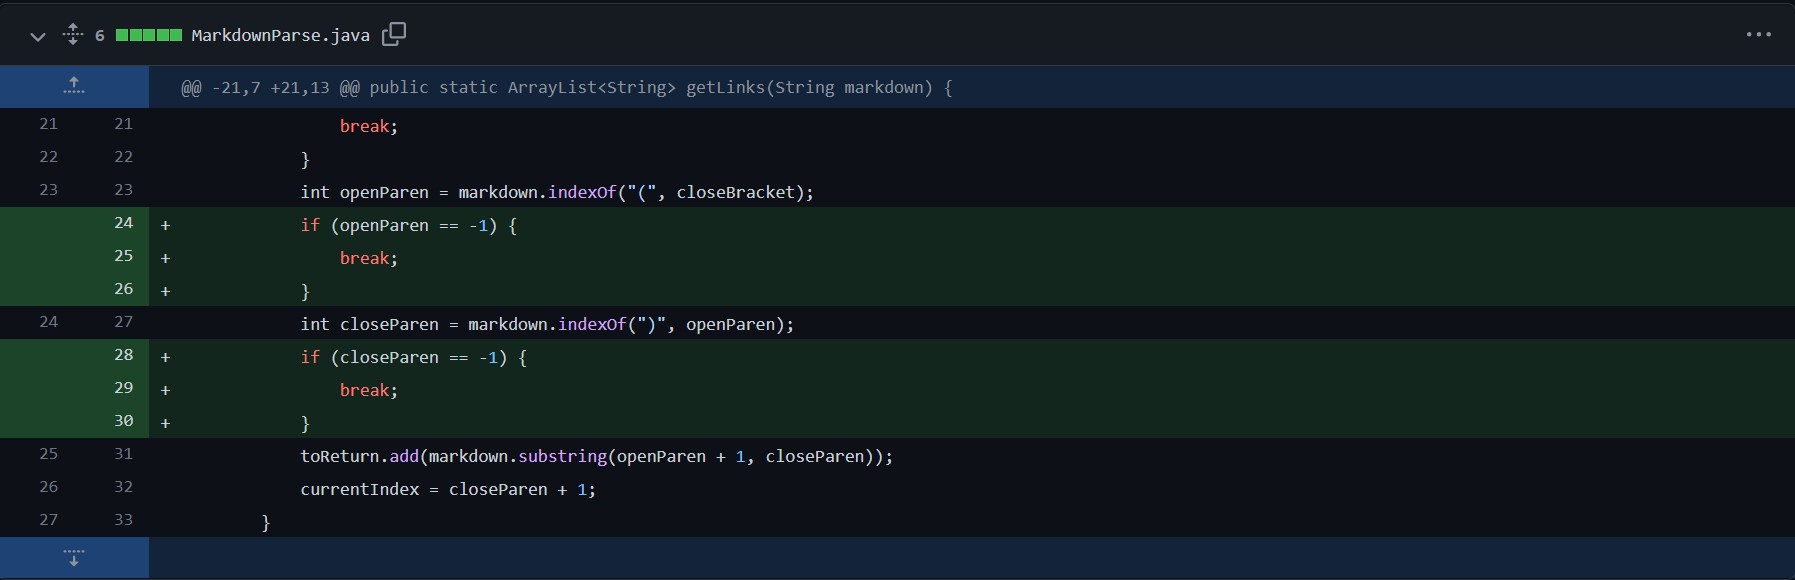 6 MarkdownParse.java
@@ -21,7 +21,13 @@ public static ArrayList<String> getLinks(String markdown) {
21 21 break;
22 22 }
23 23 int openParen = markdown.indexOf("(", closeBracket);
24 + if (openParen == -1) {
25 + break;
26 + }
24 27 int closeParen = markdown.indexOf(")", openParen);
28 + if (closeParen == -1) {
29 + break;
30 + }
25 31 toReturn.add(markdown.substring(openParen + 1, closeParen));
26 32 currentIndex = closeParen + 1;
27 33 }